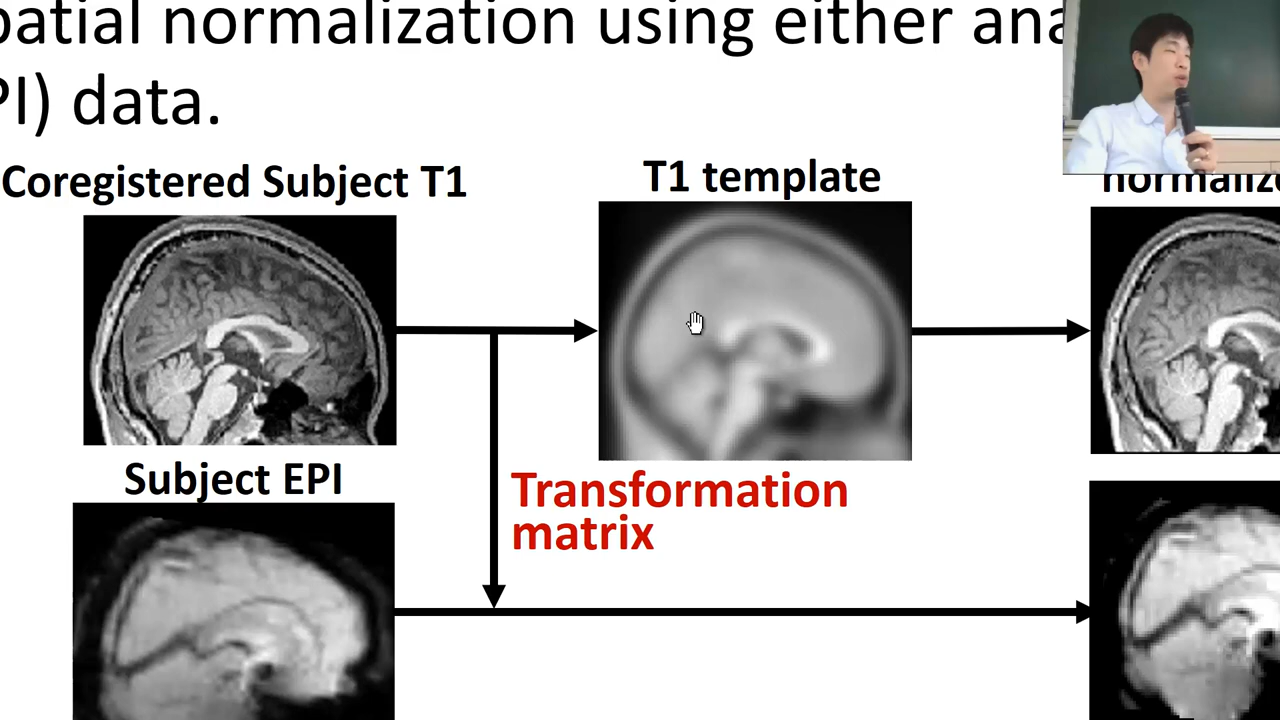 patial normalization using either ana
PI) data.
Coregistered Subject T1
T1 template
normalize
Subject EPI
Transformation
matrix